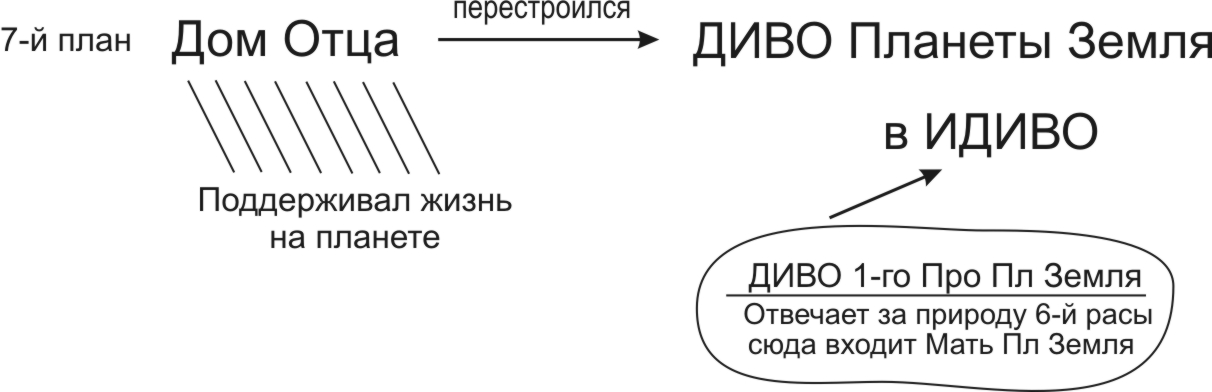 перестроился
7-й план Дом Отца ДИВО Планеты Земля
в ИДИВО
Поддерживал жизнь
на планете
ДИВО 1-го Про Пл Земля
Отвечает за природу 6-й расы
сюда входит Мать Пл Земля